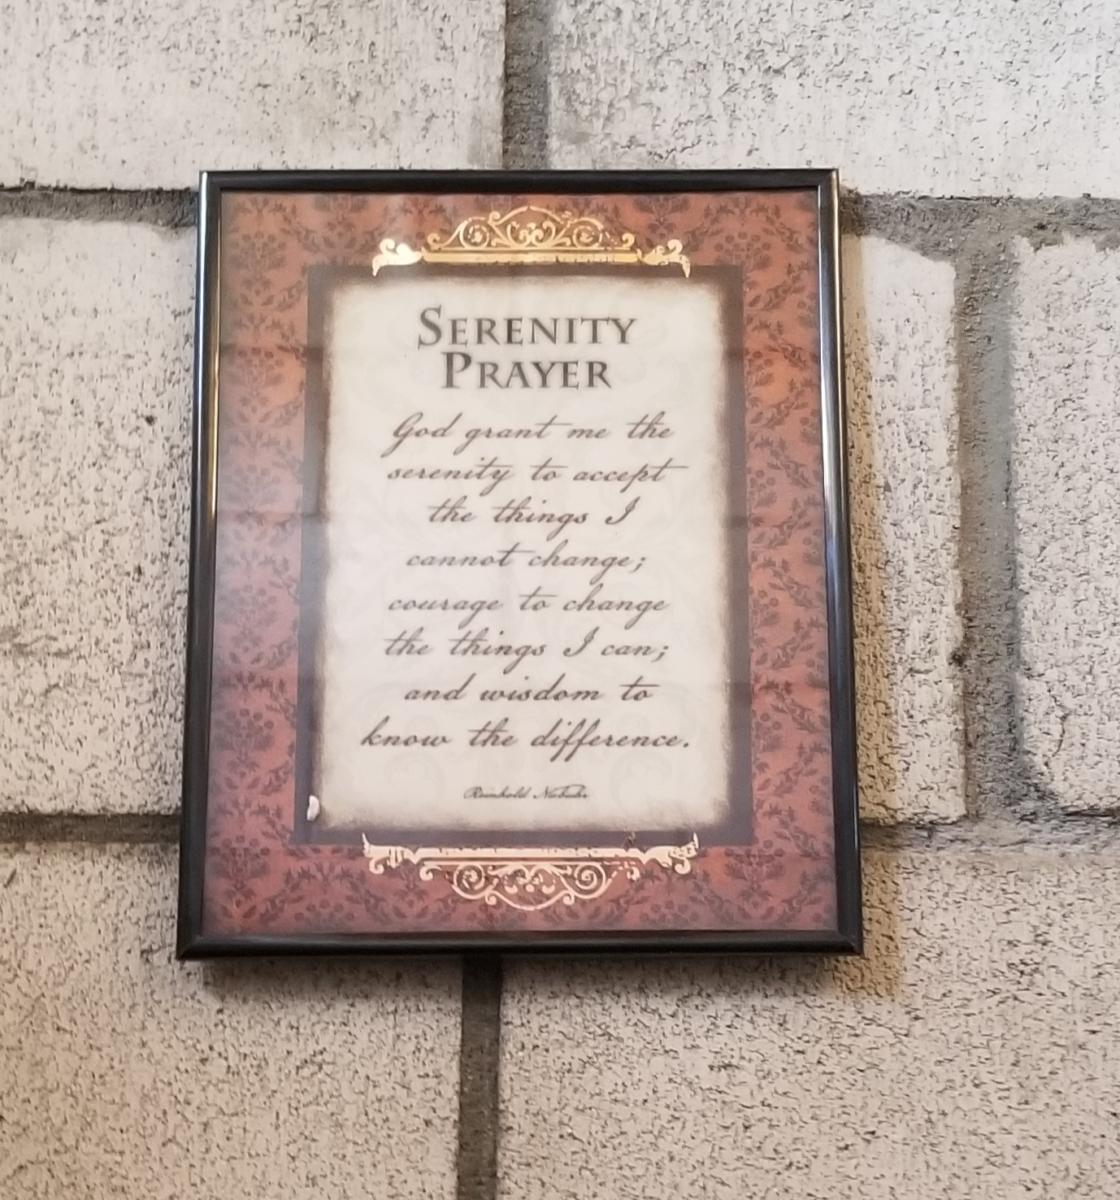 SERENITY
PRAYER
God grant me the
serenity to accept
the things I
cannot change;
courage to change
the things I can;
and wisdom to
know the difference.
Reinhold